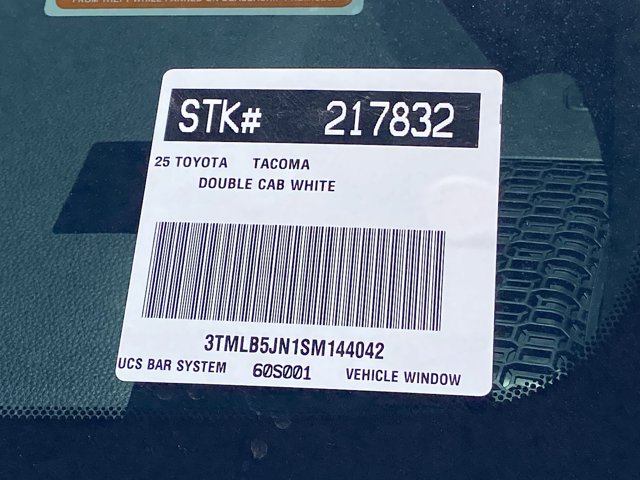 STK# 217832
25 TOYOTA TACOMA
DOUBLE CAB WHITE
3TMLB5JN1SM144042
UCS BAR SYSTEM 60S001 VEHICLE WINDOW